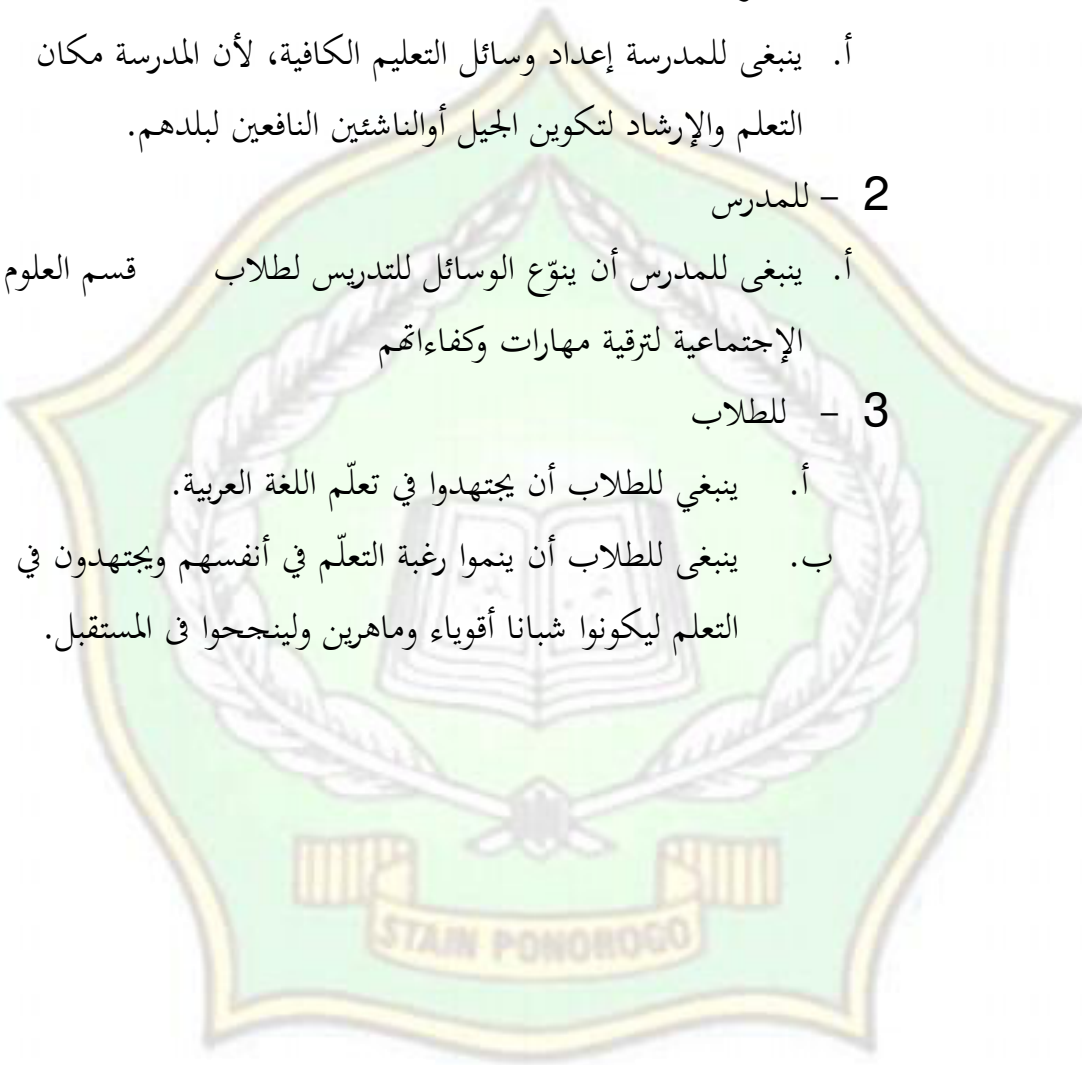 أ. ينبغى للمدرسة إعداد وسائل التعليم الكافية، لأن المدرسة مكان
التعلم والإرشاد لتكوين الجيل أوالناشئين النافعين لبلدهم.
2 – للمدرس
أ. ينبغى للمدرس أن ينوّع الوسائل للتدريس لطلاب قسم العلوم
الإجتماعية لترقية مهارات وكفاءاتهم
3 – للطلاب
أ. ينبغي للطلاب أن يجتهدوا في تعلّم اللغة العربية.
ب. ينبغى للطلاب أن ينموا رغبة التعلّم في أنفسهم ويجتهدون في
التعلم ليكونوا شبانا أقوياء وماهرين ولينجحوا فى المستقبل.
STAIN PONOROGO